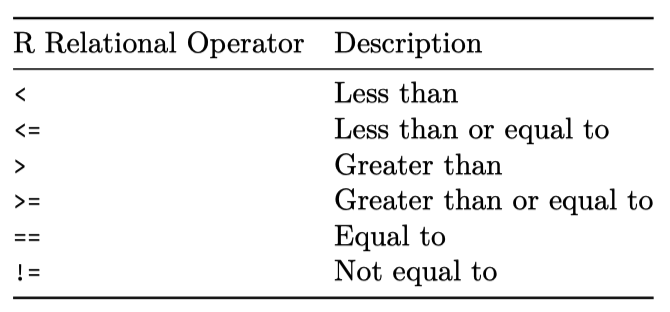 R Relational Operator Description
< Less than
<= Less than or equal to
> Greater than
>= Greater than or equal to
== Equal to
!= Not equal to